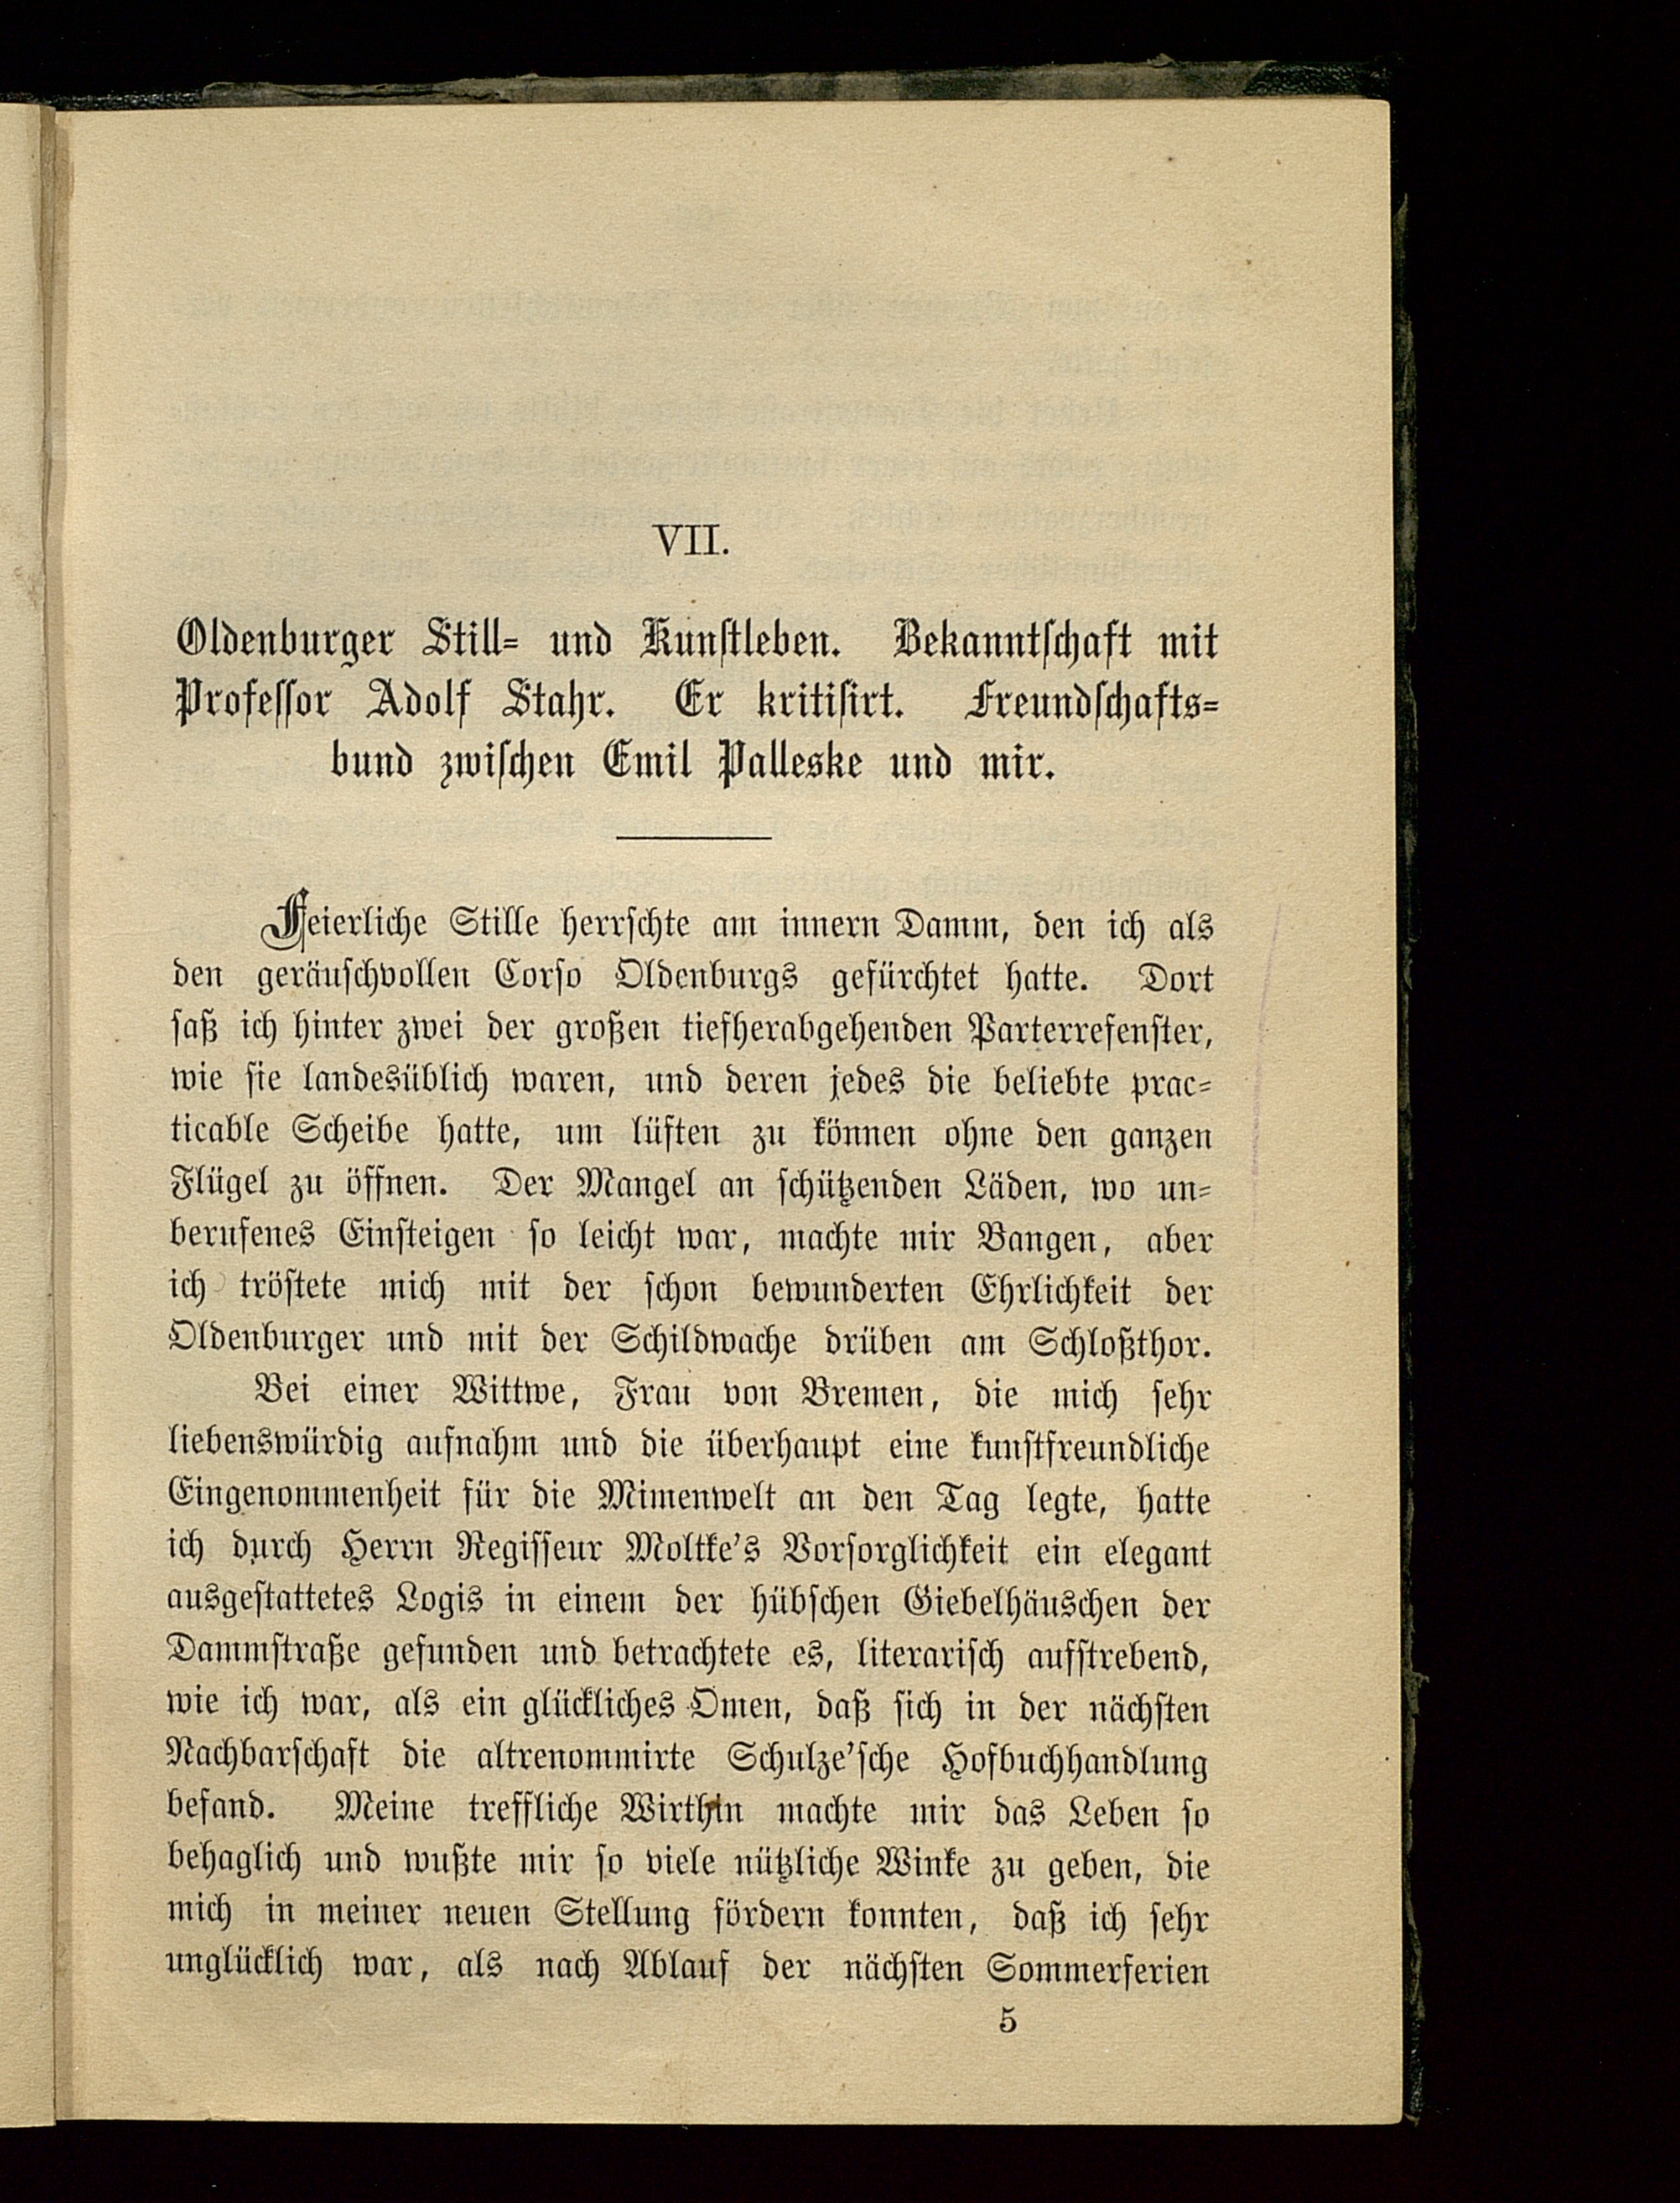 VII.
Oldenburger Still- und Kunstleben. Bekanntschaft mit
Professor Adolf Stahr. Er kritisirt. Freundschafts-
bund zwischen Emil Palleske und mir.
Feierliche Stille herrschte am innern Damm, den ich als
den geräuschvollen Corso Oldenburgs gefürchtet hatte. Dort
saß ich hinter zwei der großen tiefherabgehenden Parterrefenster,
wie sie landesüblich waren, und deren jedes die beliebte prac-
ticable Scheibe hatte, um lüften zu können ohne den ganzen
Flügel zu öffnen. Der Mangel an schützenden Läden, wo un-
berufenes Einsteigen so leicht war, machte mir Bangen, aber
ich tröstete mich mit der schon bewunderten Ehrlichkeit der
Oldenburger und mit der Schildwache drüben am Schloßthor.
Bei einer Wittwe, Frau von Bremen, die mich sehr
liebenswürdig aufnahm und die überhaupt eine kunstfreundliche
Eingenommenheit für die Mimenwelt an den Tag legte, hatte
ich durch Herrn Regisseur Moltke's Vorsorglichkeit ein elegant
ausgestattetes Logis in einem der hübschen Giebelhäuschen der
Dammstraße gefunden und betrachtete es, literarisch aufstrebend,
wie ich war, als ein glückliches Omen, daß sich in der nächsten
Nachbarschaft die altrenommirte Schulze'sche Hofbuchhandlung
befand. Meine treffliche Wirthin machte mir das Leben so
behaglich und wußte mir so viele nützliche Winke zu geben, die
mich in meiner neuen Stellung fördern konnten, daß ich sehr
unglücklich war, als nach Ablauf der nächsten Sommerferien
5